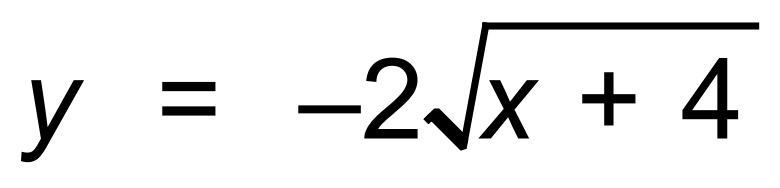 y = −2√(x + 4)